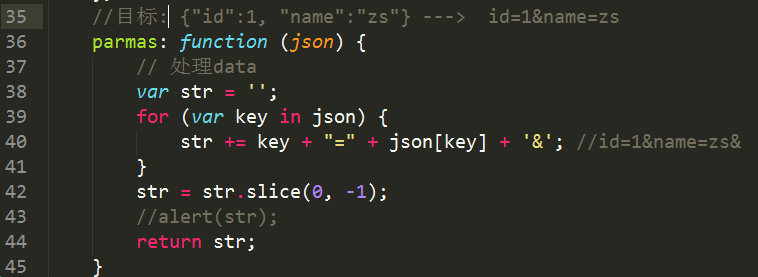 35 //目标: {"id":1, "name":"zs"} --->  id=1&name=zs
36 parmas: function (json) {
37 // 处理data
38 var str = '';
39 for (var key in json) {
40 str += key + "=" + json[key] + '&'; //id=1&name=zs&
41 }
42 str = str.slice(0, -1);
43 //alert(str);
44 return str;
45 }